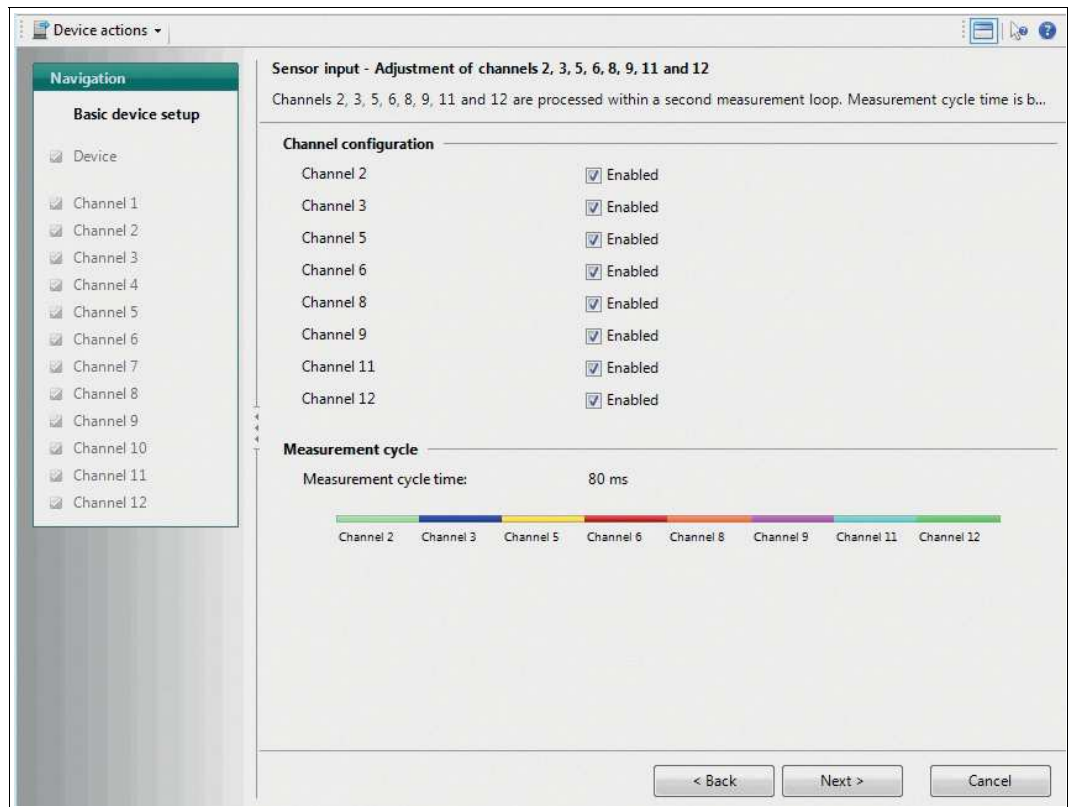 Device actions
Navigation
Basic device setup
Device
Channel 1
Channel 2
Channel 3
Channel 4
Channel 5
Channel 6
Channel 7
Channel 8
Channel 9
Channel 10
Channel 11
Channel 12
Sensor input - Adjustment of channels 2, 3, 5, 6, 8, 9, 11 and 12
Channels 2, 3, 5, 6, 8, 9, 11 and 12 are processed within a second measurement loop. Measurement cycle time is b...
Channel configuration
Channel 2 Enabled
Channel 3 Enabled
Channel 5 Enabled
Channel 6 Enabled
Channel 8 Enabled
Channel 9 Enabled
Channel 11 Enabled
Channel 12 Enabled
Measurement cycle
Measurement cycle time: 80 ms
Channel 2 Channel 3 Channel 5 Channel 6 Channel 8 Channel 9 Channel 11 Channel 12
< Back Next > Cancel